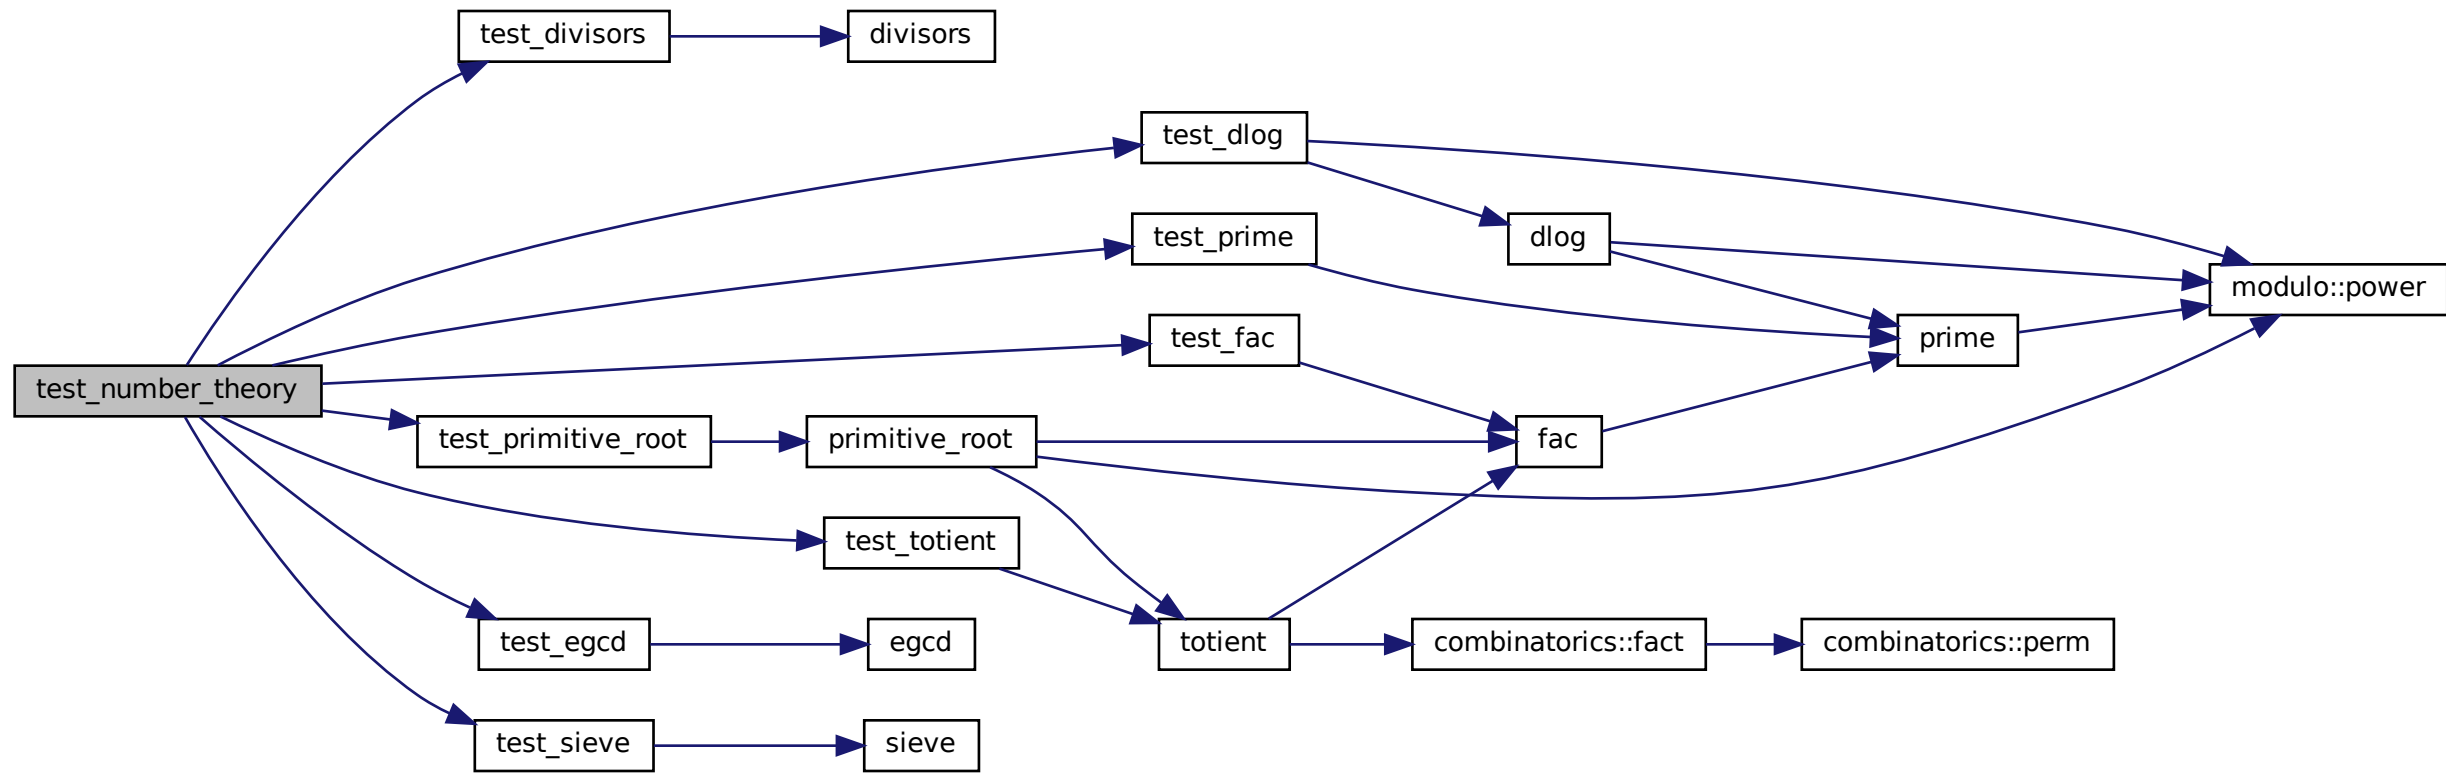 test_divisors
divisors
test_dlog
test_prime
dlog
modulo::power
test_fac
prime
test_number_theory
test_primitive_root
primitive_root
fac
test_totient
test_egcd
egcd
totient
combinatorics::fact
combinatorics::perm
test_sieve
sieve